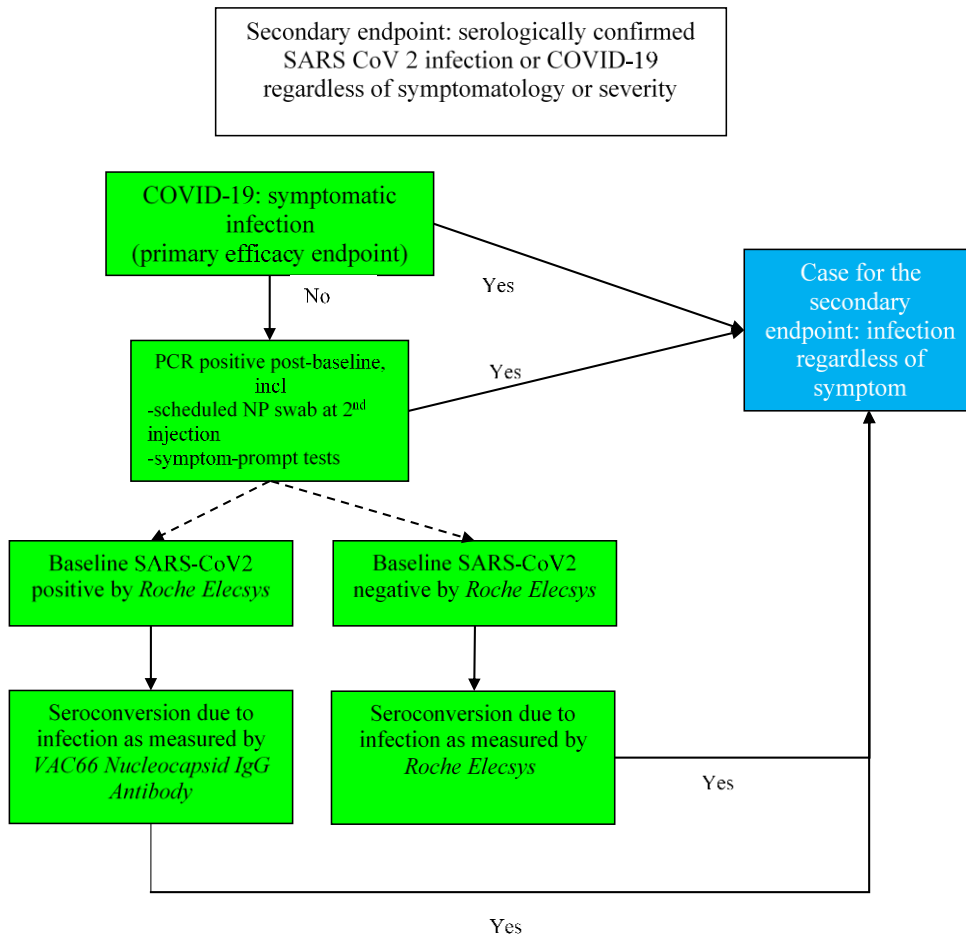 Secondary endpoint: serologically confirmed
SARS CoV 2 infection or COVID-19
regardless of symptomatology or severity
COVID-19: symptomatic
infection
(primary efficacy endpoint)
Yes
No
Case for the
secondary
endpoint: infection
regardless of
symptom
PCR positive post-baseline,
incl
-scheduled NP swab at 2nd
injection
-symptom-prompt tests
Yes
Baseline SARS-CoV2
positive by Roche Elecsys
Baseline SARS-CoV2
negative by Roche Elecsys
Seroconversion due to
infection as measured by
VAC66 Nucleocapsid IgG
Antibody
Seroconversion due to
infection as measured by
Roche Elecsys
Yes
Yes